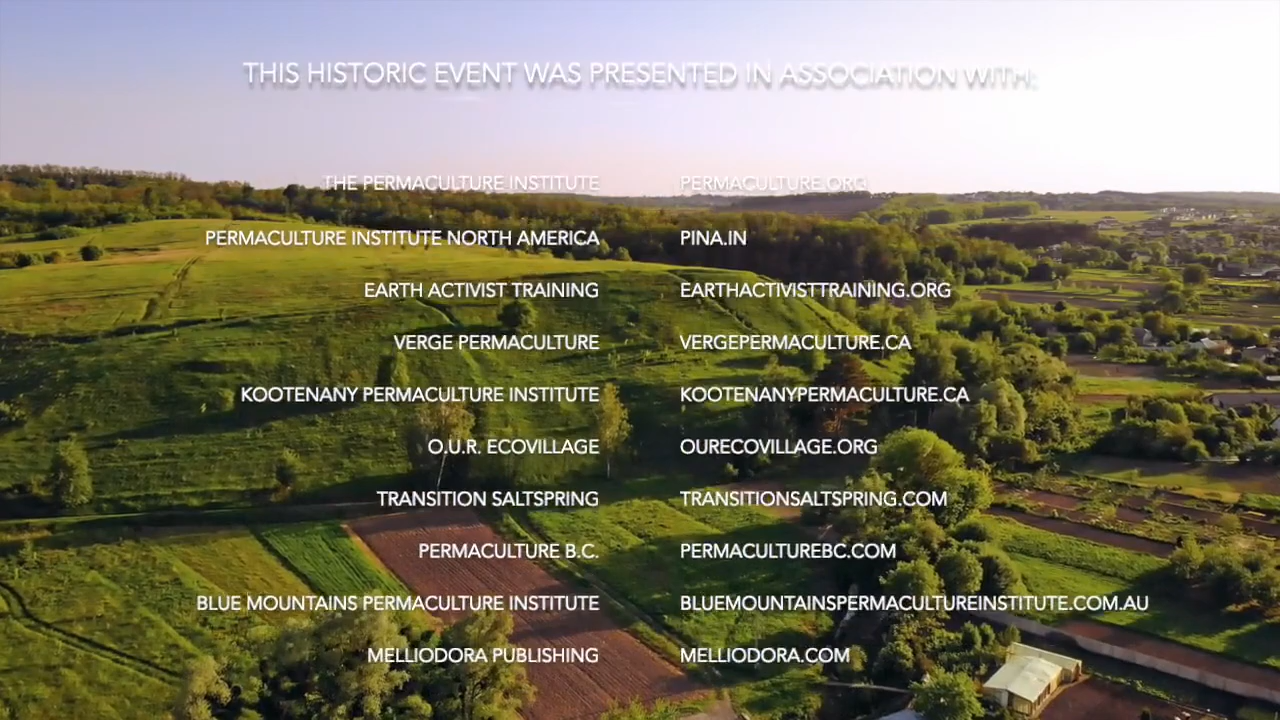 THIS HISTORIC EVENT WAS PRESENTED IN ASSOCIATION WITH:
THE PERMACULTURE INSTITUTE PERMACULTURE.ORG
PERMACULTURE INSTITUTE NORTH AMERICA PINA.IN
EARTH ACTIVIST TRAINING EARTHACTIVISTTRAINING.ORG
VERGE PERMACULTURE VERGEPERMACULTURE.CA
KOOTENANY PERMACULTURE INSTITUTE KOOTENANYPERMACULTURE.CA
O.U.R. ECOVILLAGE OURECOVILLAGE.ORG
TRANSITION SALTSPRING TRANSITIONSALTSPRING.COM
PERMACULTURE B.C. PERMACULTUREBC.COM
BLUE MOUNTAINS PERMACULTURE INSTITUTE BLUEMOUNTAINSPERMACULTUREINSTITUTE.COM.AU
MELLIODORA PUBLISHING MELLIODORA.COM